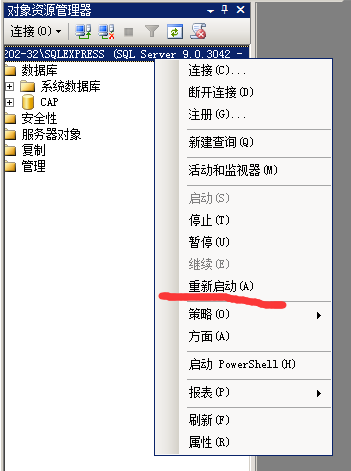 对象资源管理器
连接(O)
202-32\SQLEXPRESS (SQL Server 9.0.3042 -
数据库
系统数据库
CAP
安全性
服务器对象
复制
管理
连接(C)...
断开连接(D)
注册(G)...
新建查询(Q)
活动和监视器(M)
启动(S)
停止(T)
暂停(U)
继续(E)
重新启动(A)
策略(O)
方面(A)
启动 PowerShell(H)
报表(P)
刷新(F)
属性(R)